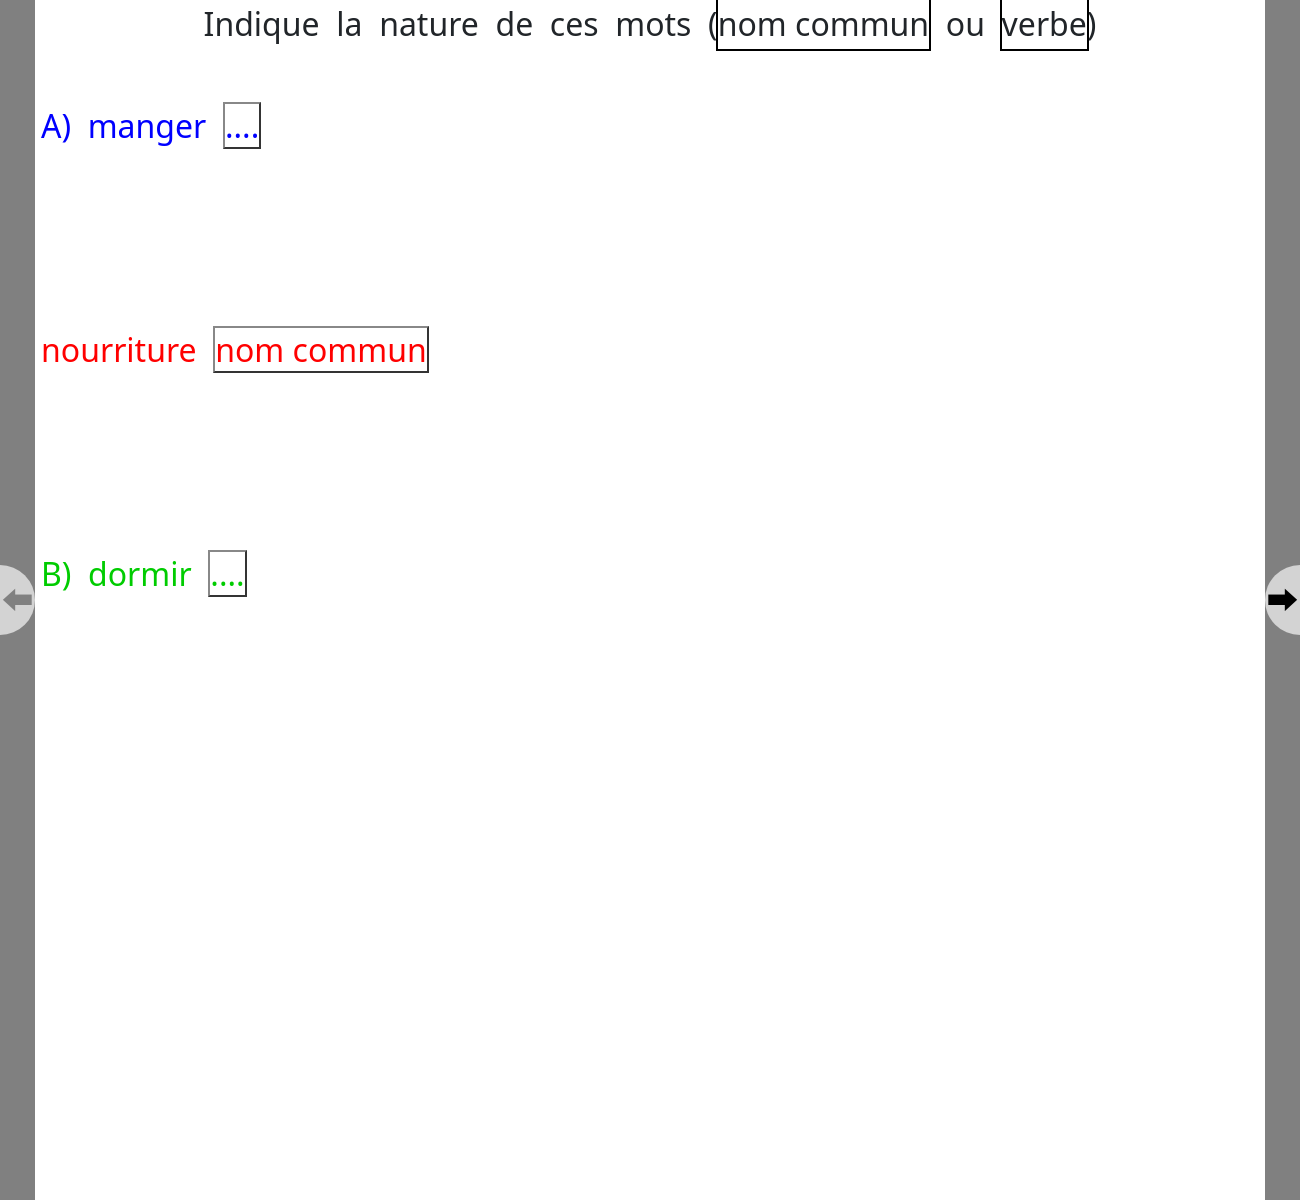 Indique la nature de ces mots (nom commun ou verbe)
A) manger ....
nourriture nom commun
B) dormir ....